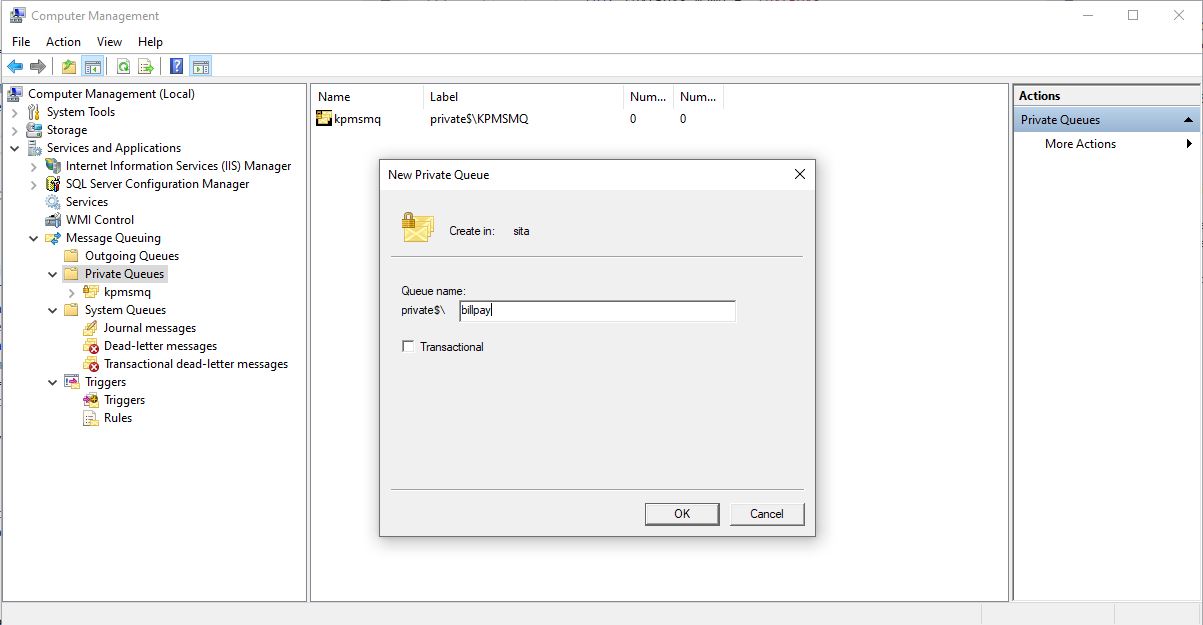 Computer Management
File Action View Help
Computer Management (Local)
System Tools
Storage
Services and Applications
Internet Information Services (IIS) Manager
SQL Server Configuration Manager
Services
WMI Control
Message Queuing
Outgoing Queues
Private Queues
kpmsmq
System Queues
Journal messages
Dead-letter messages
Transactional dead-letter messages
Triggers
Triggers
Rules
Name Label Num... Num...
kpmsmq private$\KPMSMQ 0 0
New Private Queue
Create in: sita
Queue name:
private$\ billpay
Transactional
OK Cancel
Actions
Private Queues
More Actions